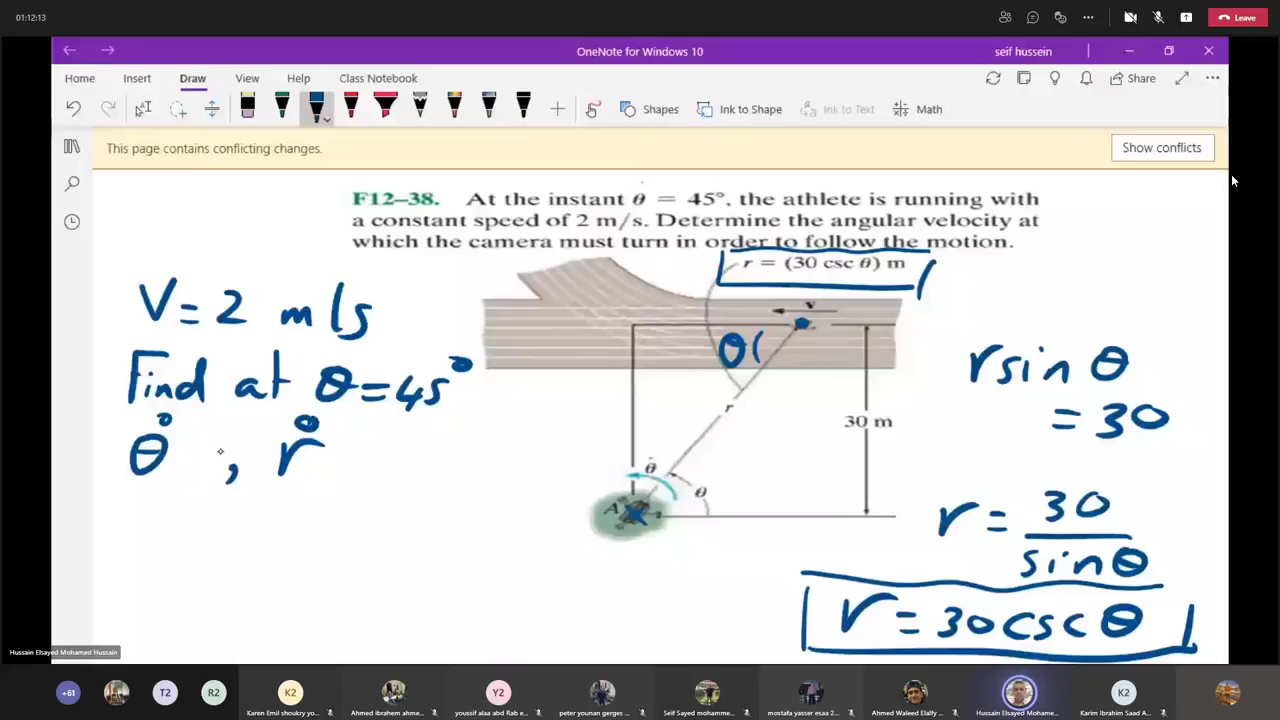 01:12:13
Leave
OneNote for Windows 10
seif hussein
Home Insert Draw View Help Class Notebook
Share
Shapes Ink to Shape Ink to Text Math
This page contains conflicting changes.
Show conflicts
F12–38. At the instant θ = 45°, the athlete is running with
a constant speed of 2 m/s. Determine the angular velocity at
which the camera must turn in order to follow the motion.
r = (30 csc θ) m
v
V = 2 m/s
θ
Find at θ = 45°
r sin θ
= 30
r
30 m
θ̇ , ṙ
θ̇
θ
A
r = 30
sin θ
r = 30 csc θ
Hussain Elsayed Mohamed Hussain
+61
T2
R2
K2
Karem Emil shoukry yo...
Ahmed ibrahem ahme...
Y2
youssif alaa abd Rab e...
peter younan gerges ...
Seif Sayed mohamme...
mostafa yasser esaa 2...
Ahmed Waleed Elalfy ...
Hussain Elsayed Mohame...
K2
Karim Ibrahim Saad A...